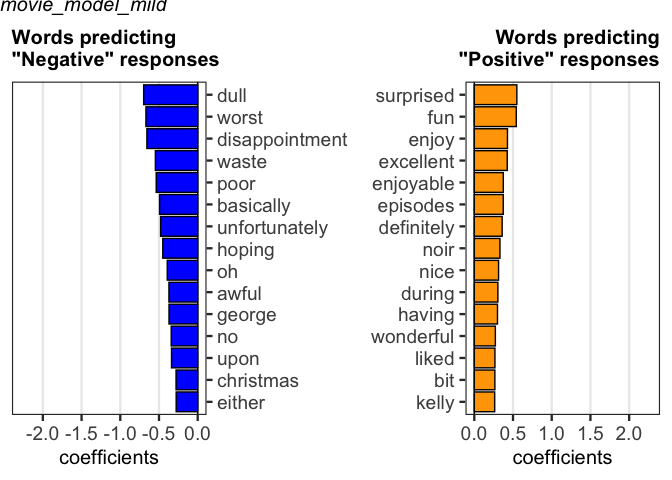 movie_model_mild
Words predicting
"Negative" responses
dull
worst
disappointment
waste
poor
basically
unfortunately
hoping
oh
awful
george
no
upon
christmas
either
-2.0 -1.5 -1.0 -0.5 0.0
coefficients
Words predicting
"Positive" responses
surprised
fun
enjoy
excellent
enjoyable
episodes
definitely
noir
nice
during
having
wonderful
liked
bit
kelly
0.0 0.5 1.0 1.5 2.0
coefficients